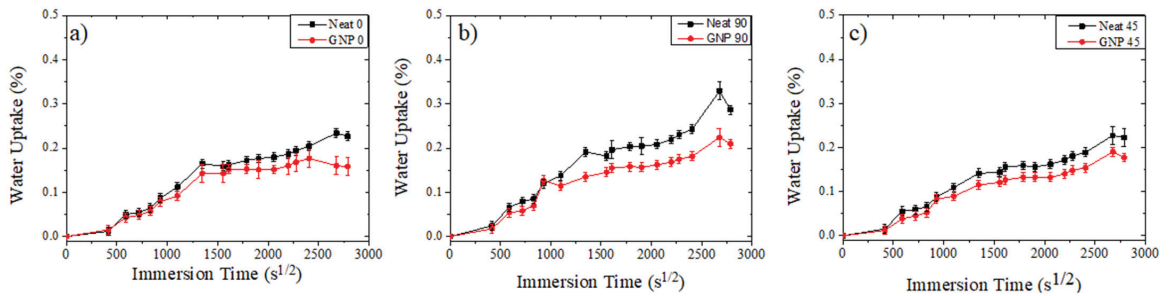 a)
Neat 0
GNP 0
Water Uptake (%)
0.5
0.4
0.3
0.2
0.1
0.0
0 500 1000 1500 2000 2500 3000
Immersion Time (s^1/2)
b)
Neat 90
GNP 90
Water Uptake (%)
0.5
0.4
0.3
0.2
0.1
0.0
0 500 1000 1500 2000 2500 3000
Immersion Time (s^1/2)
c)
Neat 45
GNP 45
Water Uptake (%)
0.5
0.4
0.3
0.2
0.1
0.0
0 500 1000 1500 2000 2500 3000
Immersion Time (s^1/2)